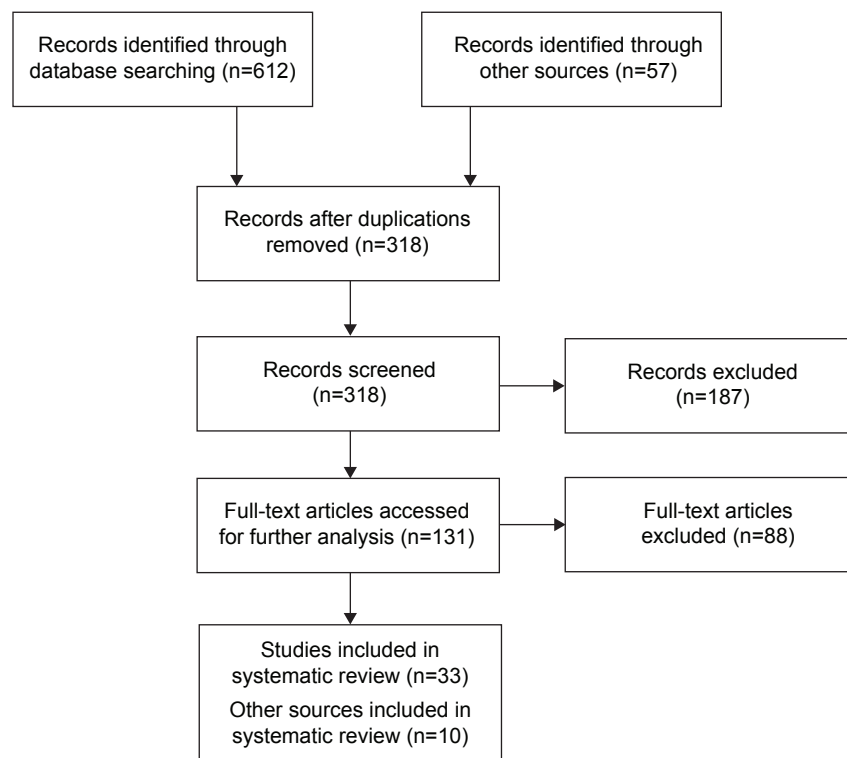 Records identified through
database searching (n=612)
Records identified through
other sources (n=57)
Records after duplications
removed (n=318)
Records screened
(n=318)
Records excluded
(n=187)
Full-text articles accessed
for further analysis (n=131)
Full-text articles
excluded (n=88)
Studies included in
systematic review (n=33)
Other sources included in
systematic review (n=10)